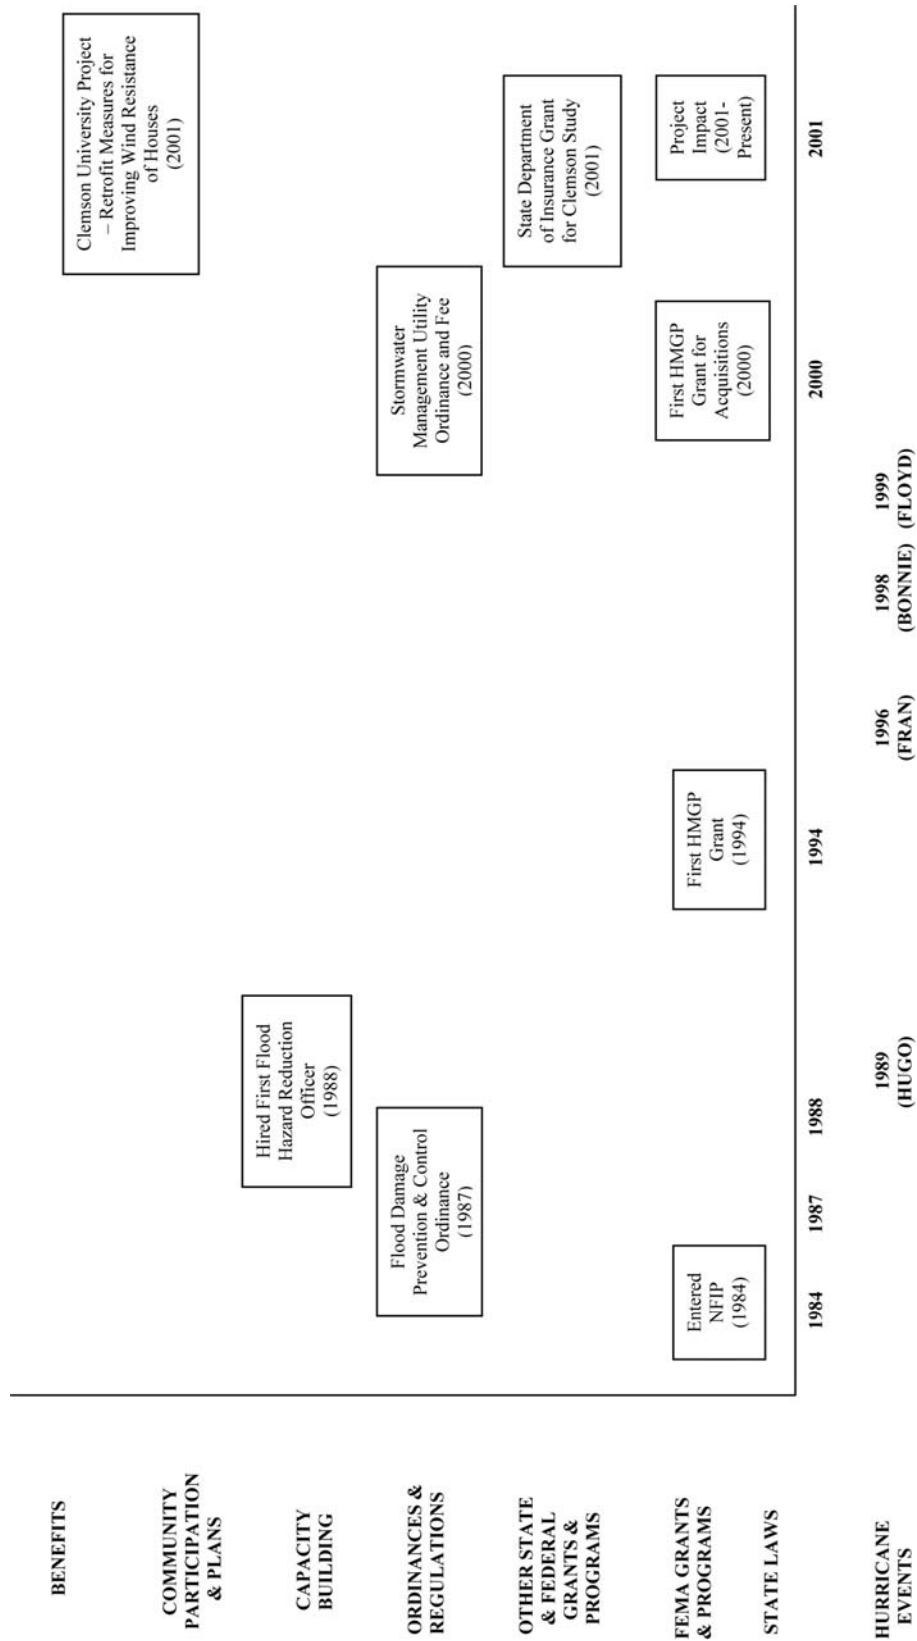 BENEFITS
Clemson University Project
– Retrofit Measures for
Improving Wind Resistance
of Houses
(2001)
COMMUNITY
PARTICIPATION
& PLANS
CAPACITY
BUILDING
Hired First Flood
Hazard Reduction
Officer
(1988)
ORDINANCES &
REGULATIONS
Flood Damage
Prevention & Control
Ordinance
(1987)
Stormwater
Management Utility
Ordinance and Fee
(2000)
OTHER STATE
& FEDERAL
GRANTS &
PROGRAMS
State Department
of Insurance Grant
for Clemson Study
(2001)
FEMA GRANTS
& PROGRAMS
Entered
NFIP
(1984)
First HMGP
Grant
(1994)
First HMGP
Grant for
Acquisitions
(2000)
Project
Impact
(2001-
Present)
STATE LAWS
1984 1987 1988 1994 2000 2001
HURRICANE
EVENTS
1989
(HUGO)
1996
(FRAN)
1998
(BONNIE)
1999
(FLOYD)